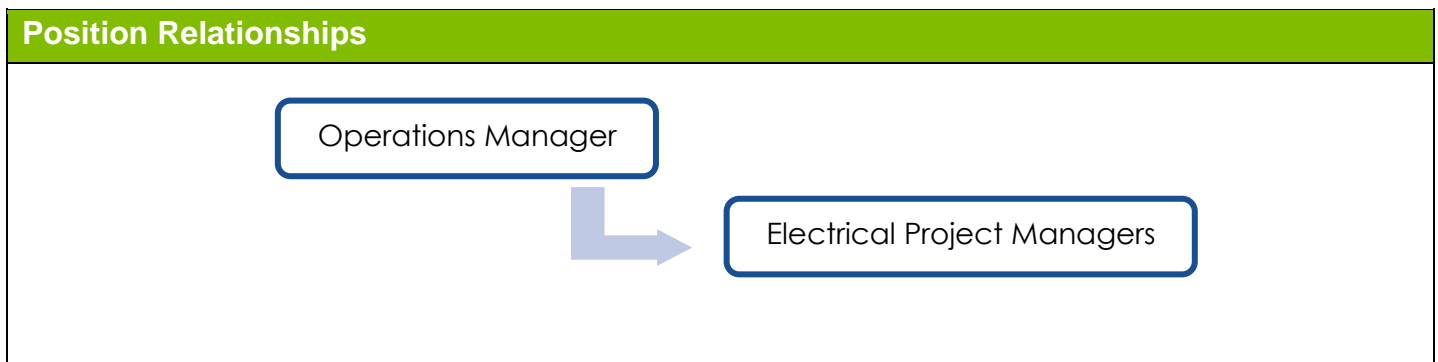 Position Relationships
Operations Manager
Electrical Project Managers